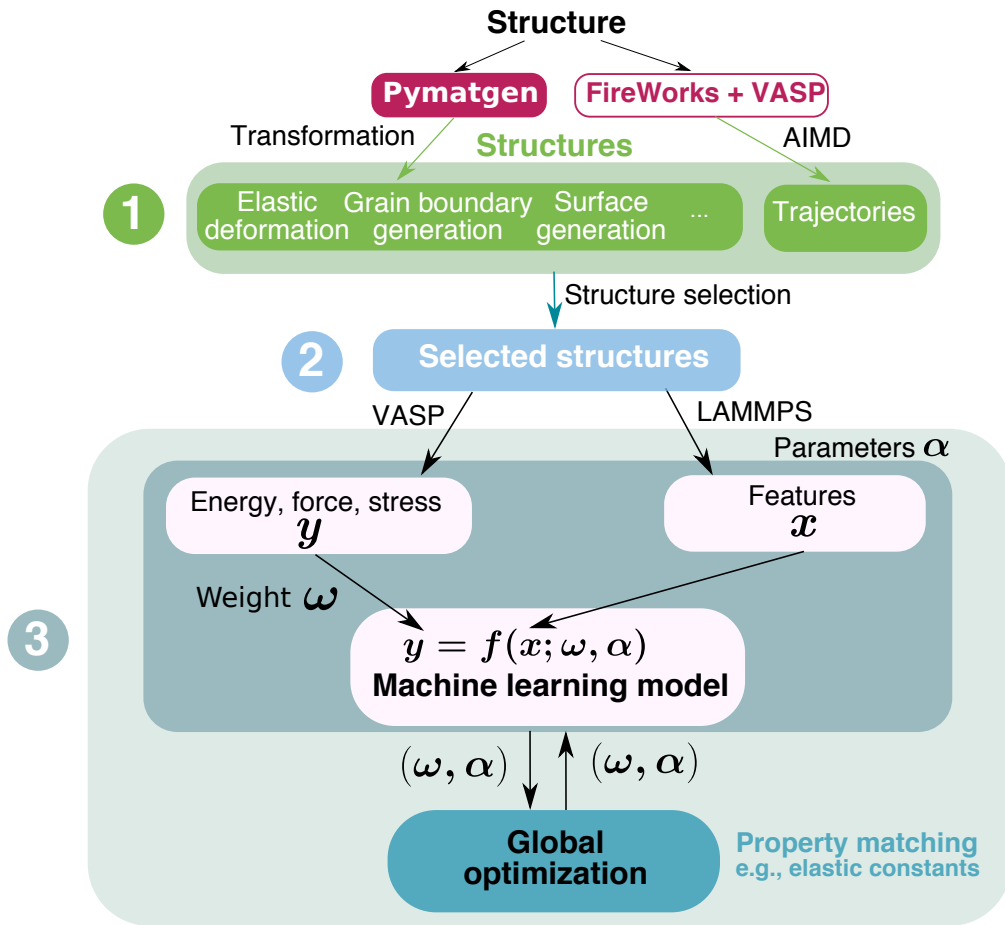 Structure
Pymatgen
FireWorks + VASP
Transformation
AIMD
Structures
1
Elastic
deformation
Grain boundary
generation
Surface
generation
...
Trajectories
Structure selection
2
Selected structures
VASP
LAMMPS
Parameters α
Energy, force, stress
y
Features
x
Weight ω
3
y = f(x; ω, α)
Machine learning model
(ω, α)
(ω, α)
Global
optimization
Property matching
e.g., elastic constants